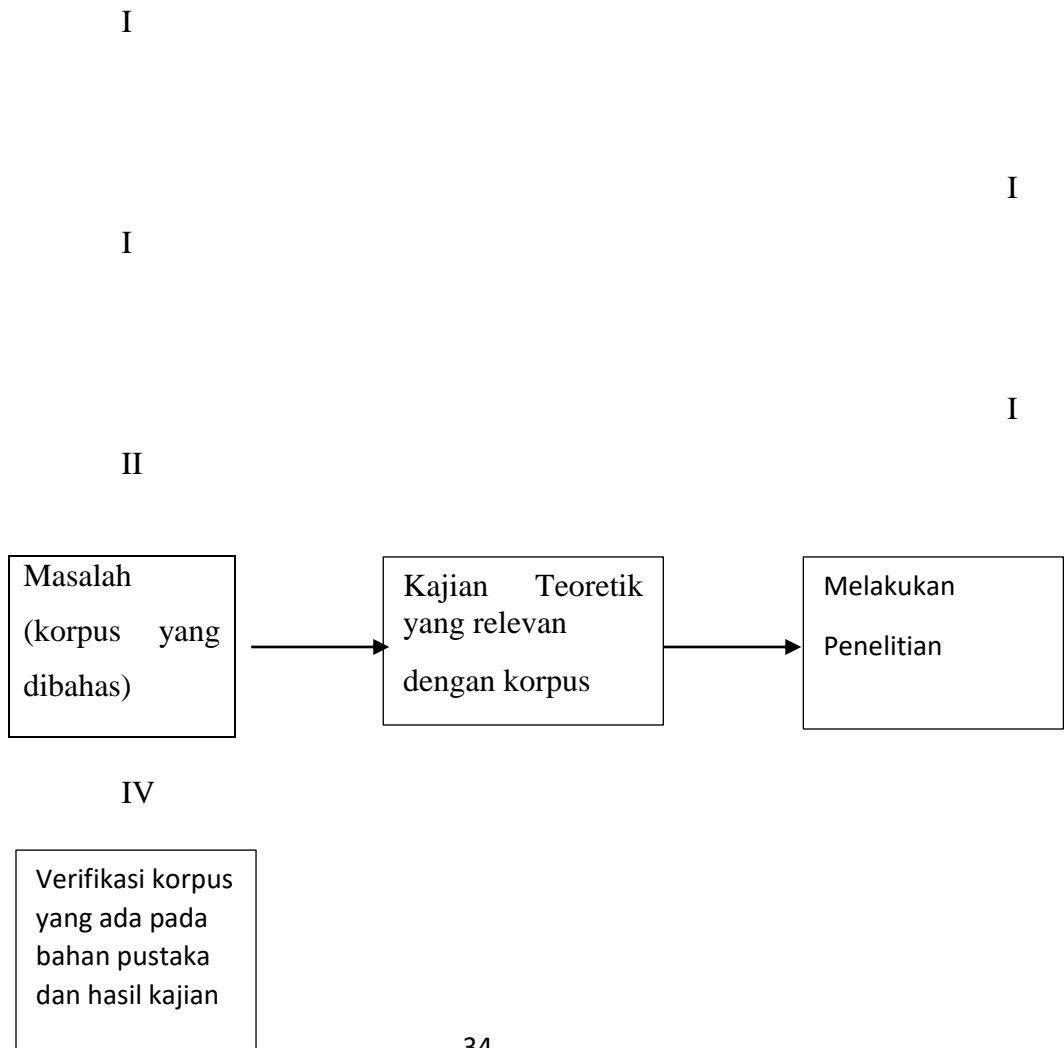 I
I
I
I
II
Masalah
(korpus yang
dibahas)
Kajian Teoretik
yang relevan
dengan korpus
Melakukan
Penelitian
IV
Verifikasi korpus
yang ada pada
bahan pustaka
dan hasil kajian